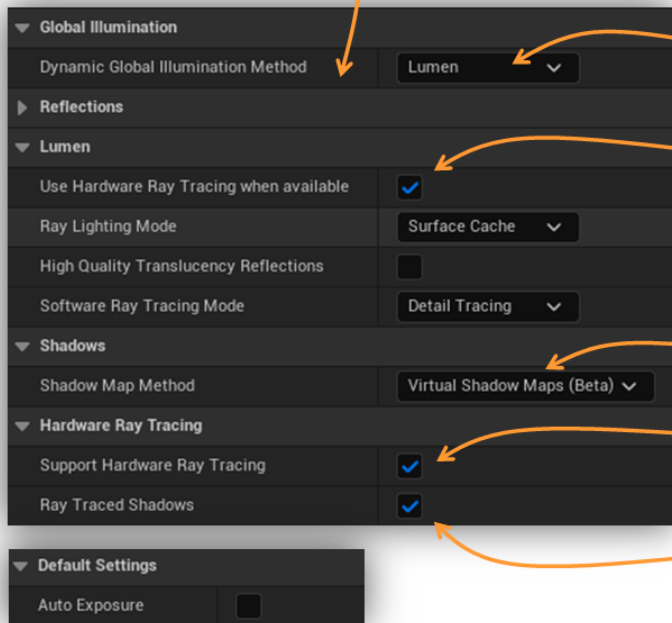 Global Illumination
Dynamic Global Illumination Method Lumen
Reflections
Lumen
Use Hardware Ray Tracing when available
Ray Lighting Mode Surface Cache
High Quality Translucency Reflections
Software Ray Tracing Mode Detail Tracing
Shadows
Shadow Map Method Virtual Shadow Maps (Beta)
Hardware Ray Tracing
Support Hardware Ray Tracing
Ray Traced Shadows
Default Settings
Auto Exposure